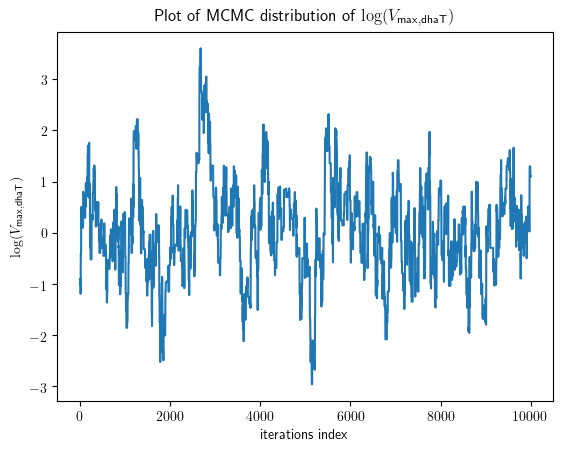 Plot of MCMC distribution of log(V_max,dhaT)
log(V_max,dhaT)
3
2
1
0
−1
−2
−3
0 2000 4000 6000 8000 10000
iterations index